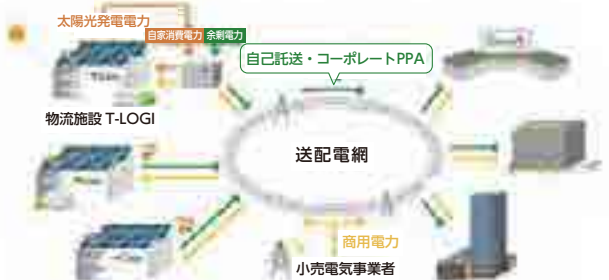 太陽光発電電力
自家消費電力 余剰電力
自己託送・コーポレートPPA
物流施設 T-LOGI
送配電網
商用電力
小売電気事業者